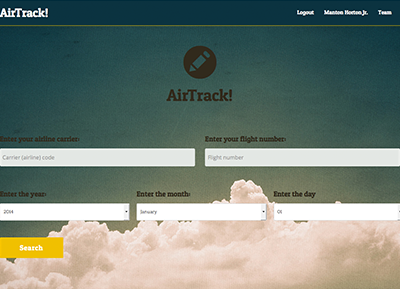 AirTrack!
Logout Manton Horton Jr. Team
AirTrack!
Enter your airline carrier:
Enter your flight number:
Carrier (airline) code
Flight number
Enter the year:
Enter the month:
Enter the day
2014
January
01
Search